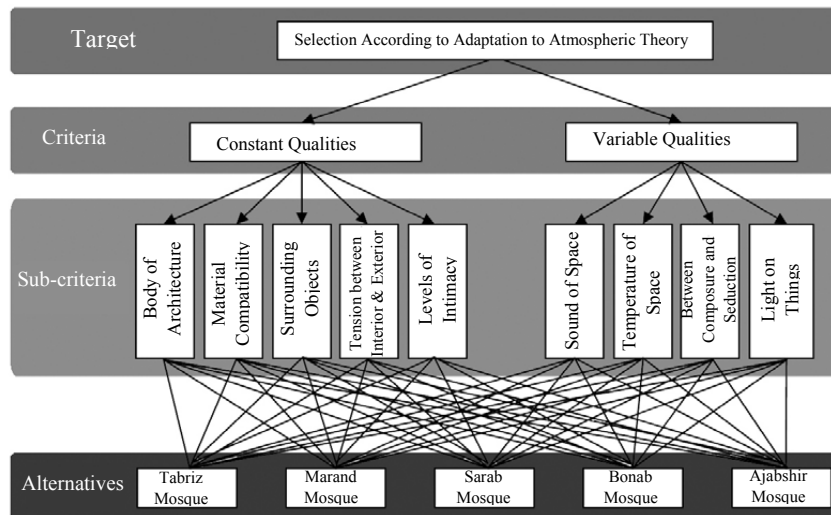 Target
Selection According to Adaptation to Atmospheric Theory
Criteria
Constant Qualities
Variable Qualities
Sub-criteria
Body of
Architecture
Material
Compatibility
Surrounding
Objects
Tension between
Interior & Exterior
Levels of
Intimacy
Sound of Space
Temperature of
Space
Between
Composure and
Seduction
Light on
Things
Alternatives
Tabriz
Mosque
Marand
Mosque
Sarab
Mosque
Bonab
Mosque
Ajabshir
Mosque